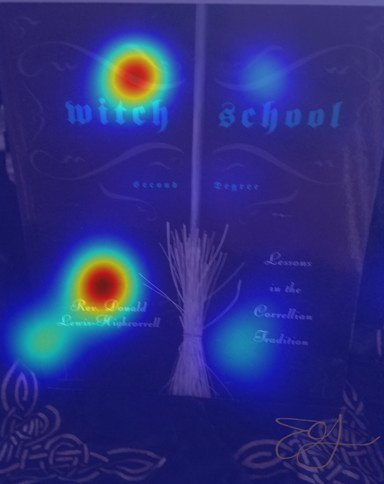 witch school
Second Degree
Lessons
in the
Correllian
Tradition
Rev. Donald
Lewis-Highcorrell